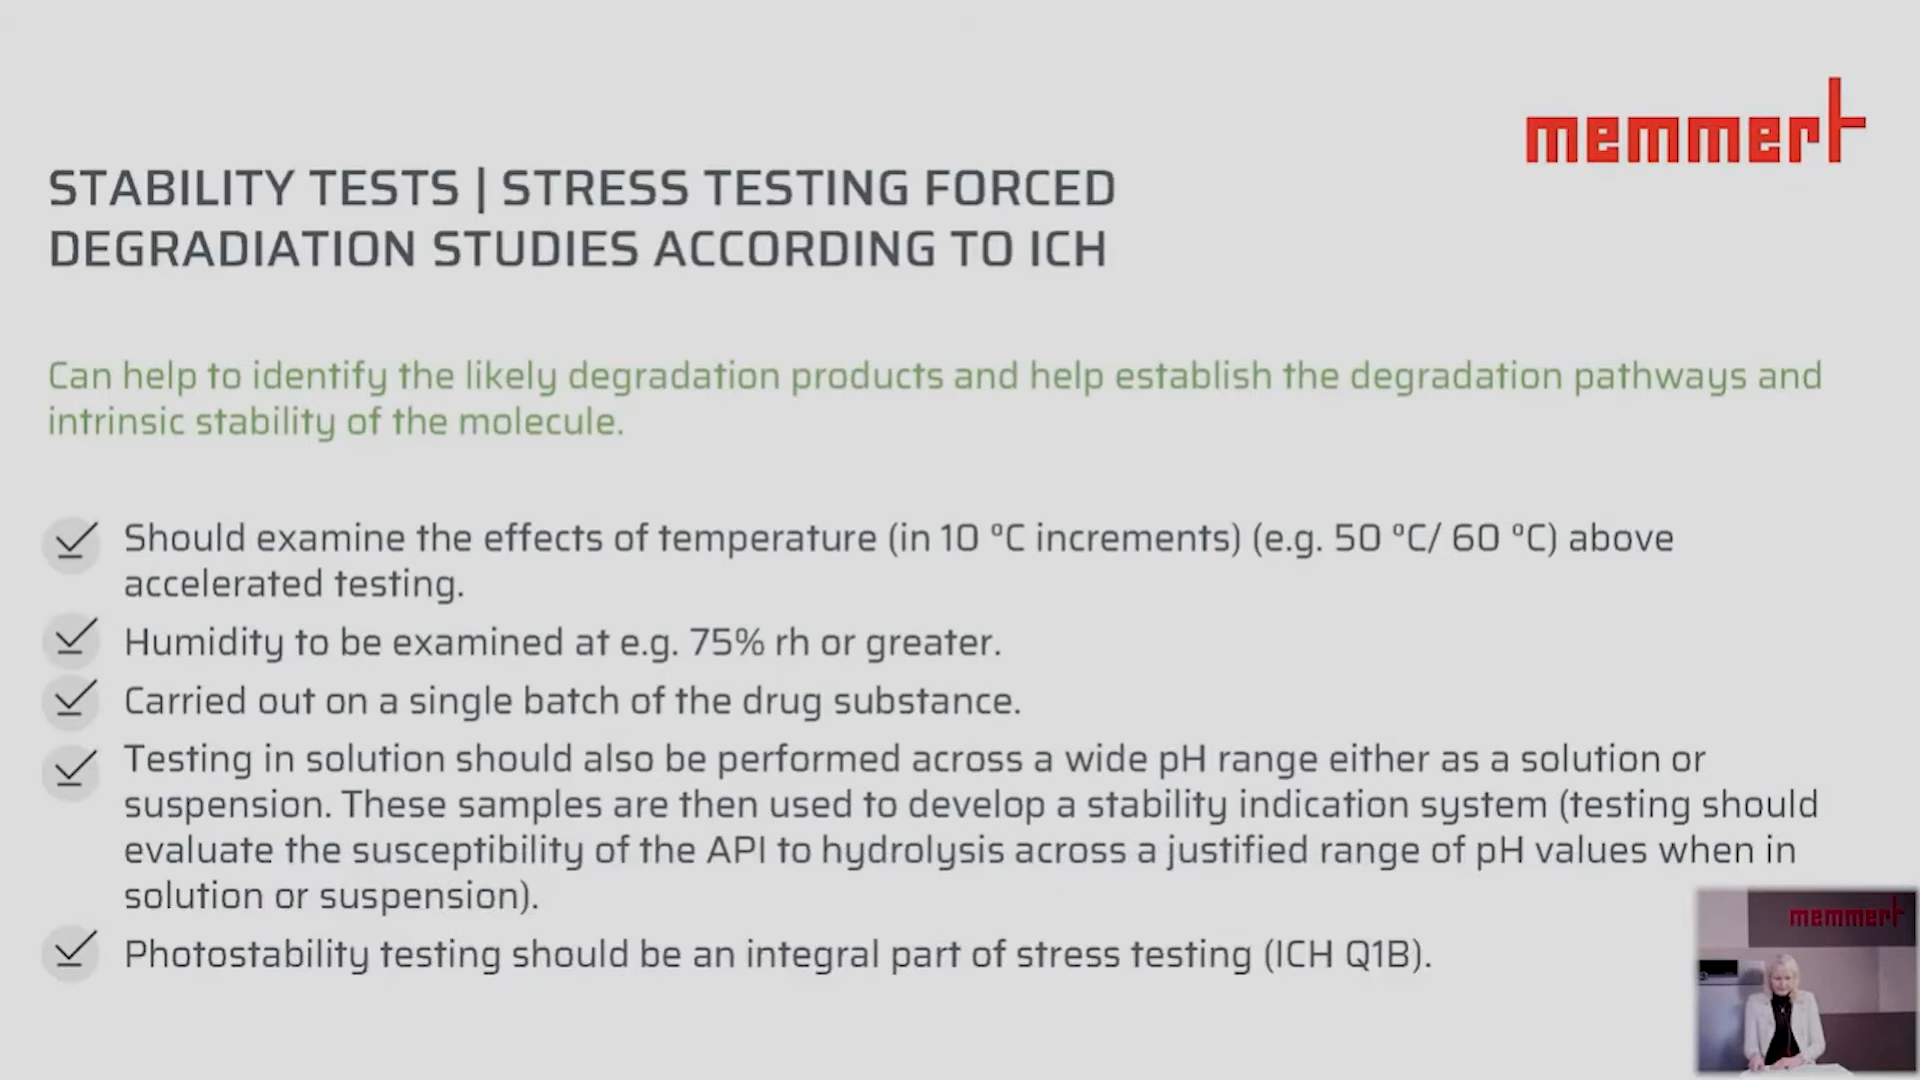 memmert
STABILITY TESTS | STRESS TESTING FORCED
DEGRADIATION STUDIES ACCORDING TO ICH
Can help to identify the likely degradation products and help establish the degradation pathways and
intrinsic stability of the molecule.
Should examine the effects of temperature (in 10 ºC increments) (e.g. 50 ºC/ 60 ºC) above
accelerated testing.
Humidity to be examined at e.g. 75% rh or greater.
Carried out on a single batch of the drug substance.
Testing in solution should also be performed across a wide pH range either as a solution or
suspension. These samples are then used to develop a stability indication system (testing should
evaluate the susceptibility of the API to hydrolysis across a justified range of pH values when in
solution or suspension).
Photostability testing should be an integral part of stress testing (ICH Q1B).
memmert